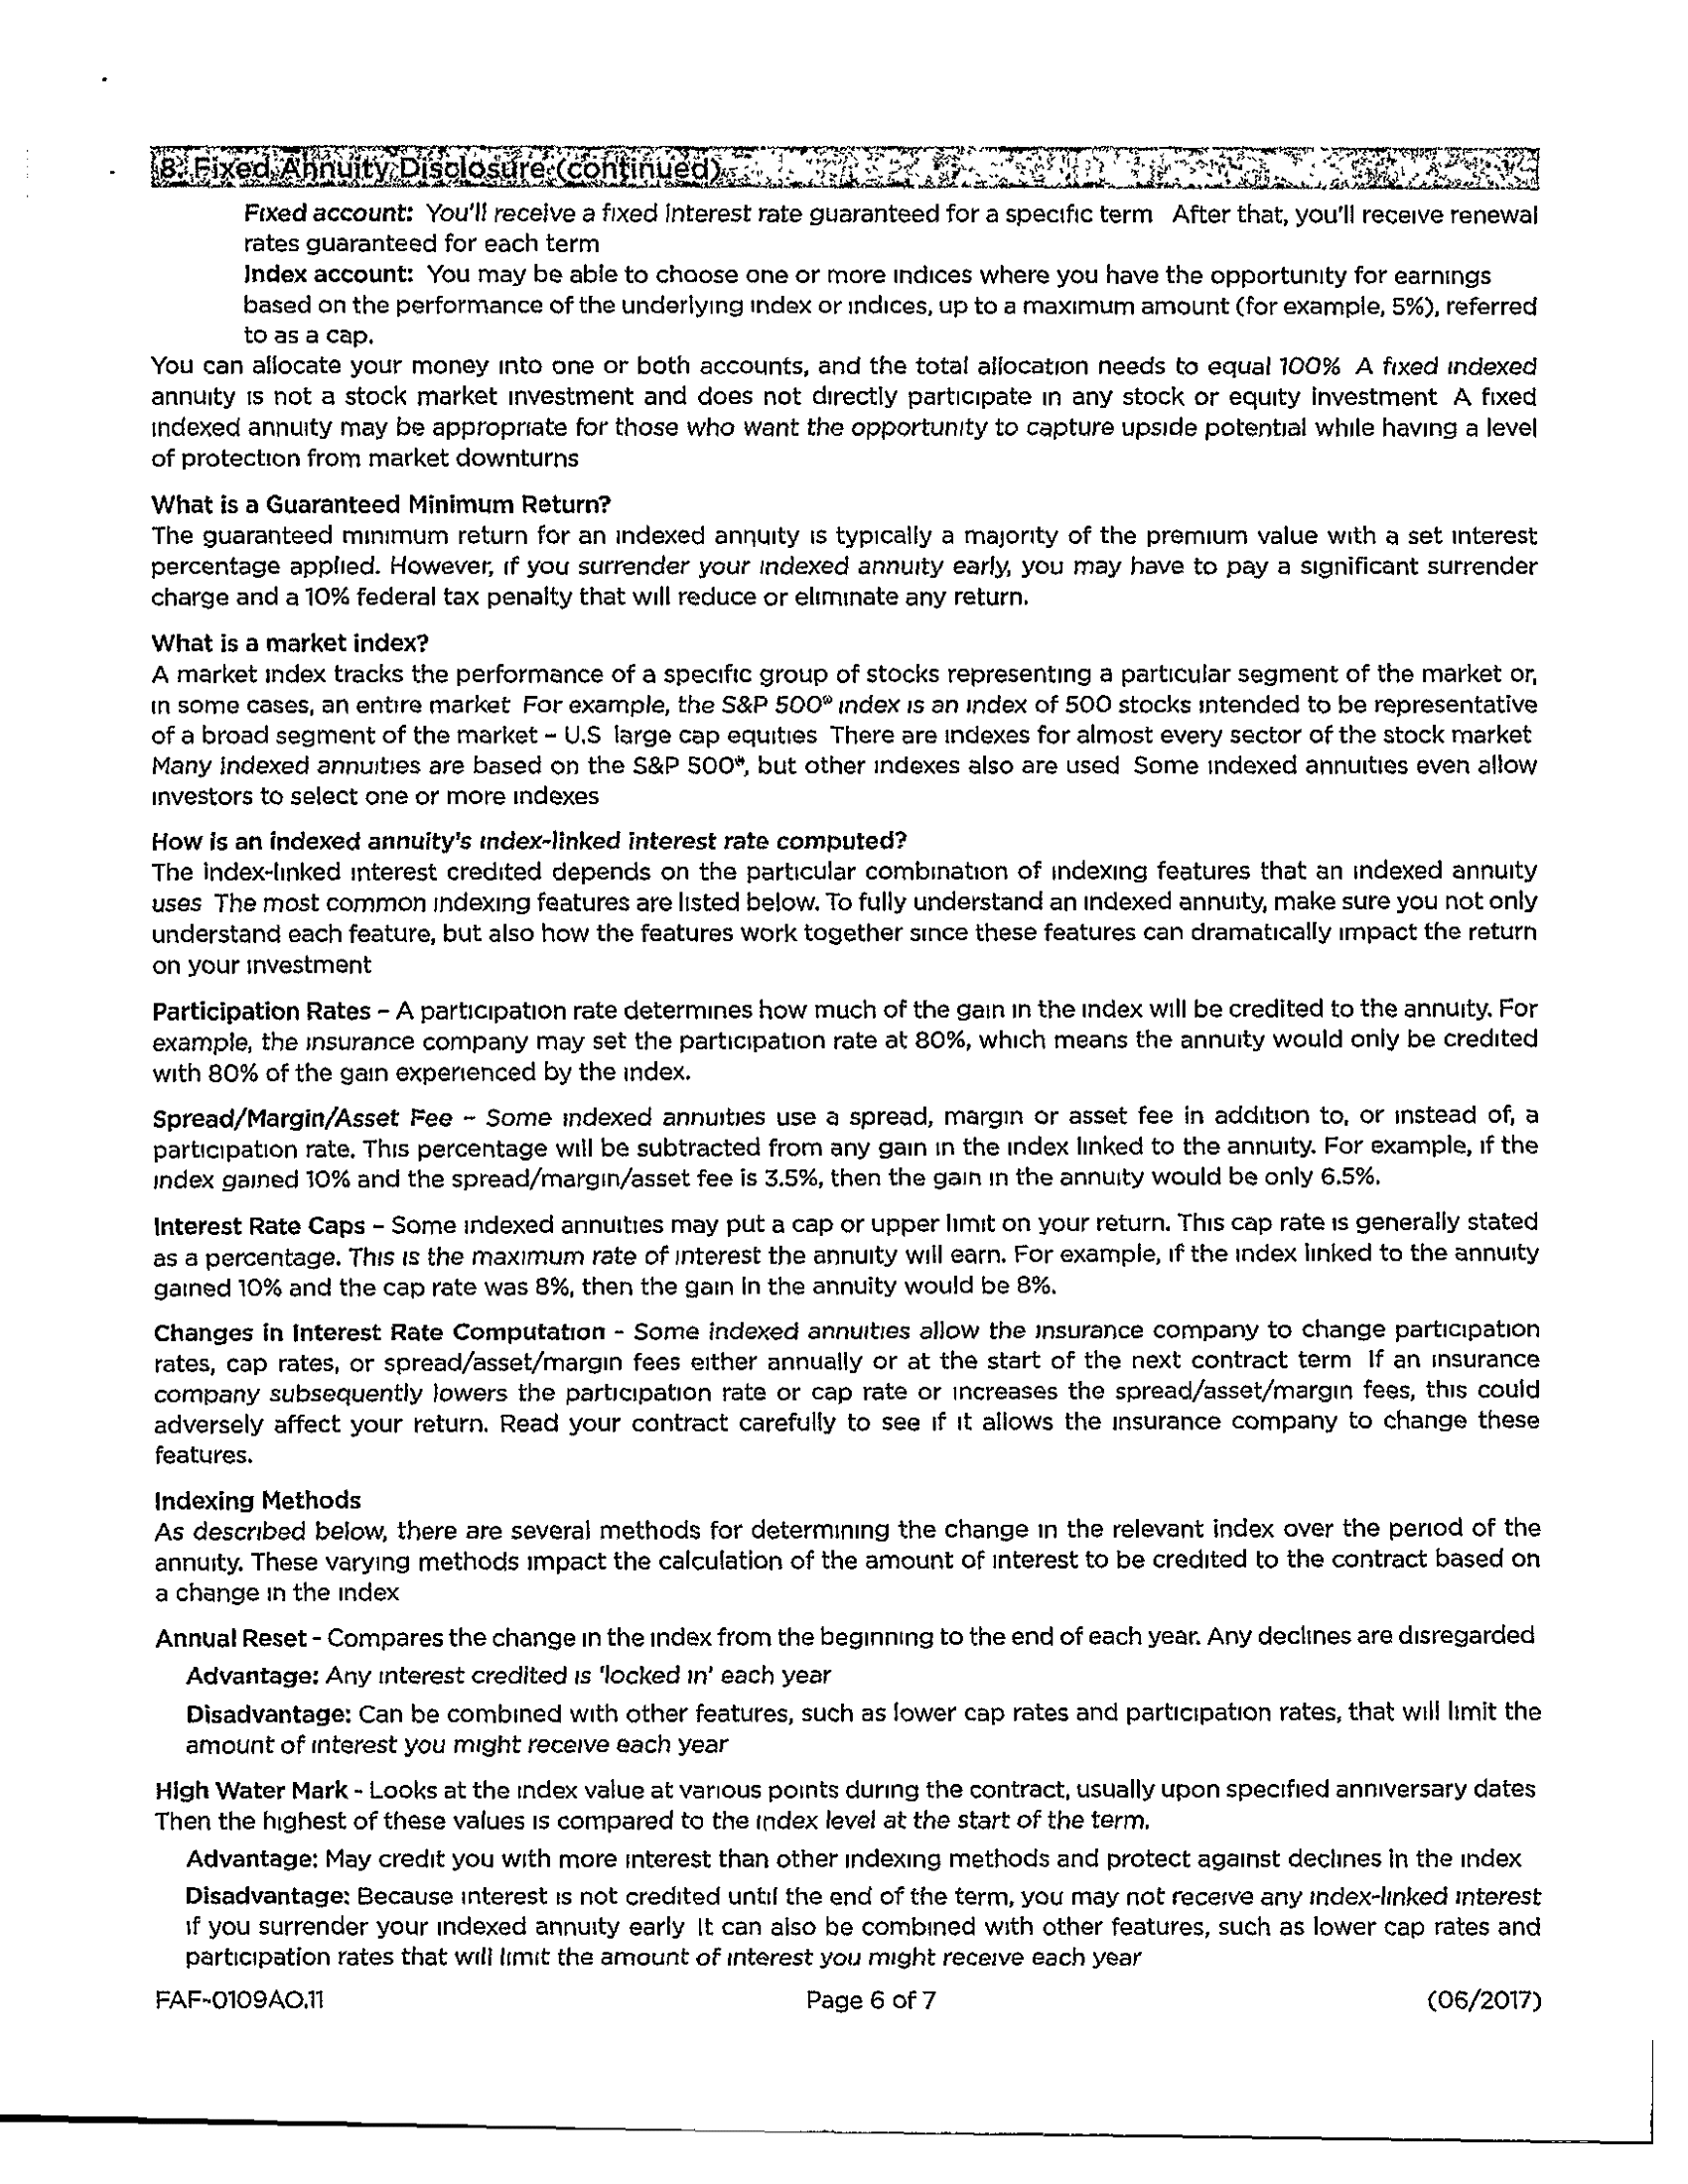 8. Fixed Annuity Disclosure (continued)
Fixed account: You'll receive a fixed interest rate guaranteed for a specific term After that, you'll receive renewal
rates guaranteed for each term
Index account: You may be able to choose one or more indices where you have the opportunity for earnings
based on the performance of the underlying index or indices, up to a maximum amount (for example, 5%), referred
to as a cap.
You can allocate your money into one or both accounts, and the total allocation needs to equal 100% A fixed indexed
annuity is not a stock market investment and does not directly participate in any stock or equity investment A fixed
indexed annuity may be appropriate for those who want the opportunity to capture upside potential while having a level
of protection from market downturns
What is a Guaranteed Minimum Return?
The guaranteed minimum return for an indexed annuity is typically a majority of the premium value with a set interest
percentage applied. However, if you surrender your indexed annuity early, you may have to pay a significant surrender
charge and a 10% federal tax penalty that will reduce or eliminate any return.
What is a market index?
A market index tracks the performance of a specific group of stocks representing a particular segment of the market or,
in some cases, an entire market For example, the S&P 500® index is an index of 500 stocks intended to be representative
of a broad segment of the market – U.S large cap equities There are indexes for almost every sector of the stock market
Many indexed annuities are based on the S&P 500®, but other indexes also are used Some indexed annuities even allow
investors to select one or more indexes
How is an indexed annuity's index-linked interest rate computed?
The index-linked interest credited depends on the particular combination of indexing features that an indexed annuity
uses The most common indexing features are listed below. To fully understand an indexed annuity, make sure you not only
understand each feature, but also how the features work together since these features can dramatically impact the return
on your investment
Participation Rates – A participation rate determines how much of the gain in the index will be credited to the annuity. For
example, the insurance company may set the participation rate at 80%, which means the annuity would only be credited
with 80% of the gain experienced by the index.
Spread/Margin/Asset Fee – Some indexed annuities use a spread, margin or asset fee in addition to, or instead of, a
participation rate. This percentage will be subtracted from any gain in the index linked to the annuity. For example, if the
index gained 10% and the spread/margin/asset fee is 3.5%, then the gain in the annuity would be only 6.5%.
Interest Rate Caps – Some indexed annuities may put a cap or upper limit on your return. This cap rate is generally stated
as a percentage. This is the maximum rate of interest the annuity will earn. For example, if the index linked to the annuity
gained 10% and the cap rate was 8%, then the gain in the annuity would be 8%.
Changes in Interest Rate Computation - Some indexed annuities allow the insurance company to change participation
rates, cap rates, or spread/asset/margin fees either annually or at the start of the next contract term If an insurance
company subsequently lowers the participation rate or cap rate or increases the spread/asset/margin fees, this could
adversely affect your return. Read your contract carefully to see if it allows the insurance company to change these
features.
Indexing Methods
As described below, there are several methods for determining the change in the relevant index over the period of the
annuity. These varying methods impact the calculation of the amount of interest to be credited to the contract based on
a change in the index
Annual Reset - Compares the change in the index from the beginning to the end of each year. Any declines are disregarded
Advantage: Any interest credited is 'locked in' each year
Disadvantage: Can be combined with other features, such as lower cap rates and participation rates, that will limit the
amount of interest you might receive each year
High Water Mark - Looks at the index value at various points during the contract, usually upon specified anniversary dates
Then the highest of these values is compared to the index level at the start of the term.
Advantage: May credit you with more interest than other indexing methods and protect against declines in the index
Disadvantage: Because interest is not credited until the end of the term, you may not receive any index-linked interest
if you surrender your indexed annuity early It can also be combined with other features, such as lower cap rates and
participation rates that will limit the amount of interest you might receive each year
FAF-0109AO.11 Page 6 of 7 (06/2017)